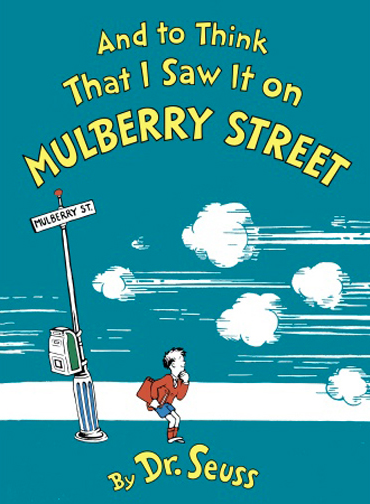 And to Think
That I Saw It on
MULBERRY STREET
MULBERRY ST.
By Dr. Seuss